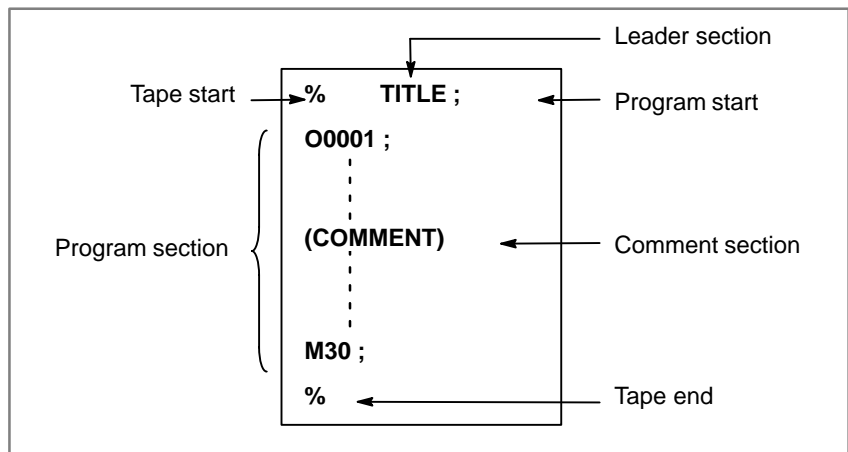 Leader section
Tape start % TITLE ; Program start
O0001 ;
Program section (COMMENT) Comment section
M30 ;
% Tape end